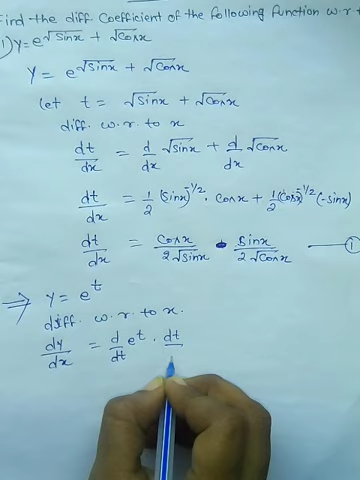 Find the diff Coefficient of the following function w.r.t
1) y = e^√sinx + √cosx
y = e^√sinx + √cosx
let t = √sinx + √cosx
diff. w.r. to x
dt/dx = d/dx √sinx + d/dx √cosx
dt/dx = 1/2 (sinx)^-1/2 . cosx + 1/2 (cosx)^-1/2 (-sinx)
dt/dx = cosx/2√sinx - sinx/2√cosx — ①
⇒ y = e^t
diff. w.r. to x.
dy/dx = d/dt e^t . dt/